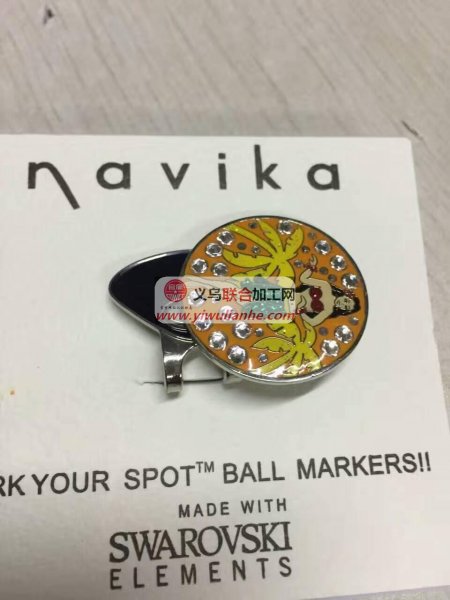 navika
义乌联合加工网
www.yiwulianhe.com
RK YOUR SPOT™ BALL MARKERS!!
MADE WITH
SWAROVSKI
ELEMENTS